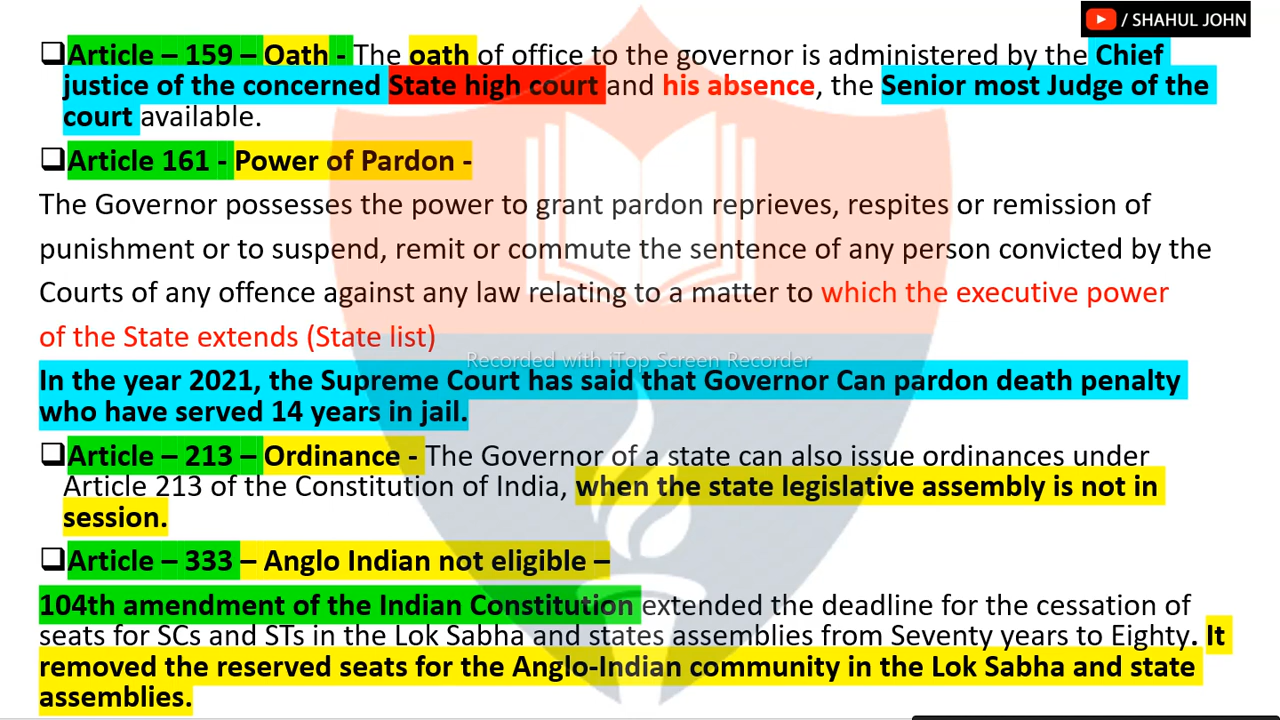 / SHAHUL JOHN
Article – 159 – Oath - The oath of office to the governor is administered by the Chief
justice of the concerned State high court and his absence, the Senior most Judge of the
court available.
Article 161 - Power of Pardon -
The Governor possesses the power to grant pardon reprieves, respites or remission of
punishment or to suspend, remit or commute the sentence of any person convicted by the
Courts of any offence against any law relating to a matter to which the executive power
of the State extends (State list)
Recorded with iTop Screen Recorder
In the year 2021, the Supreme Court has said that Governor Can pardon death penalty
who have served 14 years in jail.
Article – 213 – Ordinance - The Governor of a state can also issue ordinances under
Article 213 of the Constitution of India, when the state legislative assembly is not in
session.
Article – 333 – Anglo Indian not eligible –
104th amendment of the Indian Constitution extended the deadline for the cessation of
seats for SCs and STs in the Lok Sabha and states assemblies from Seventy years to Eighty. It
removed the reserved seats for the Anglo-Indian community in the Lok Sabha and state
assemblies.